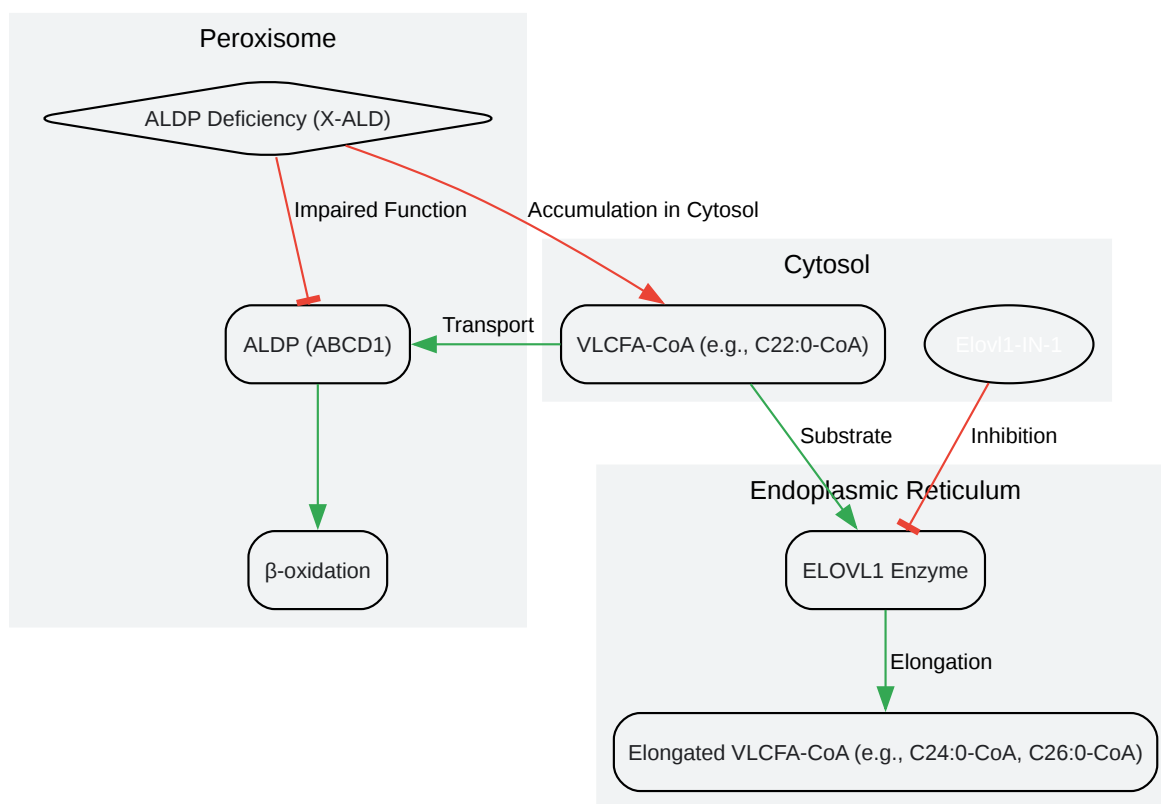 Peroxisome
ALDP Deficiency (X-ALD)
Impaired Function
Accumulation in Cytosol
Cytosol
ALDP (ABCD1)
Transport
VLCFA-CoA (e.g., C22:0-CoA)
Elovl1-IN-1
Substrate
Inhibition
Endoplasmic Reticulum
β-oxidation
ELOVL1 Enzyme
Elongation
Elongated VLCFA-CoA (e.g., C24:0-CoA, C26:0-CoA)